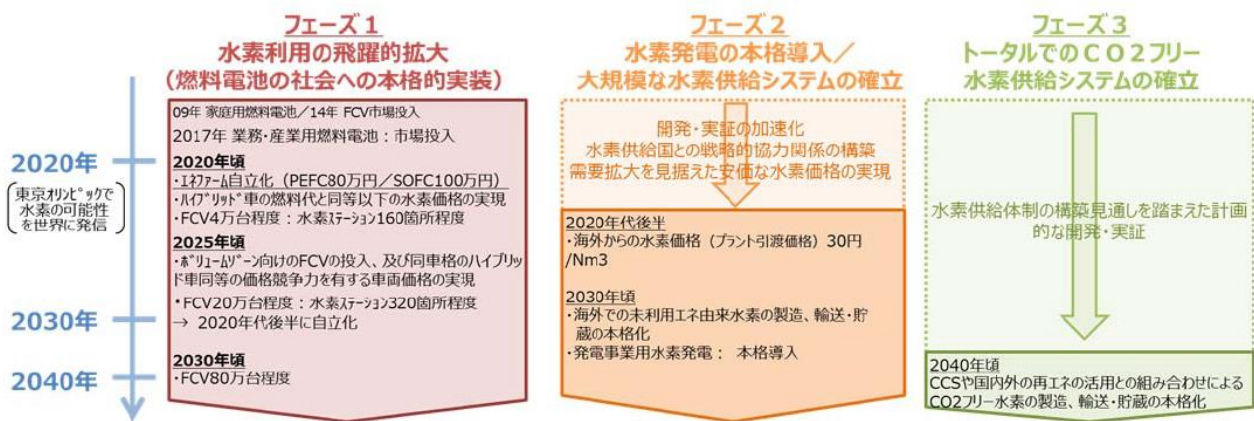 2020年
東京オリンピックで
水素の可能性
を世界に発信
2030年
2040年
フェーズ1
水素利用の飛躍的拡大
(燃料電池の社会への本格的実装)
09年 家庭用燃料電池/14年 FCV市場投入
2017年 業務・産業用燃料電池:市場投入
2020年頃
・エネファーム自立化(PEFC80万円/SOFC100万円)
・ハイブリッド車の燃料代と同等以下の水素価格の実現
・FCV4万台程度:水素ステーション160箇所程度
2025年頃
・ボリュームゾーン向けのFCVの投入、及び同車格のハイブリッ
ド車同等の価格競争力を有する車両価格の実現
・FCV20万台程度:水素ステーション320箇所程度
→ 2020年代後半に自立化
2030年頃
・FCV80万台程度
フェーズ2
水素発電の本格導入/
大規模な水素供給システムの確立
開発・実証の加速化
水素供給国との戦略的協力関係の構築
需要拡大を見据えた安価な水素価格の実現
2020年代後半
・海外からの水素価格(プラント引渡価格)30円
/Nm3
2030年頃
・海外での未利用エネ由来水素の製造、輸送・貯
蔵の本格化
・発電事業用水素発電: 本格導入
フェーズ3
トータルでのCO2フリー
水素供給システムの確立
水素供給体制の構築見通しを踏まえた計画
的な開発・実証
2040年頃
CCSや国内外の再エネの活用との組み合わせによる
CO2フリー水素の製造、輸送・貯蔵の本格化